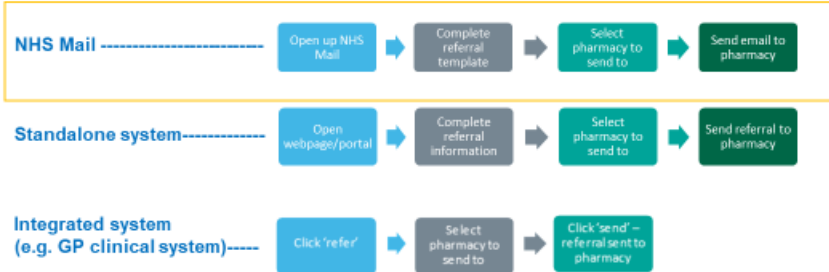 NHS Mail --------------------------
Open up NHS
Mail
Complete
referral
template
Select
pharmacy to
send to
Send email to
pharmacy
Standalone system-------------
Open
webpage/portal
Complete
referral
information
Select
pharmacy to
send to
Send referral to
pharmacy
Integrated system
(e.g. GP clinical system)-----
Click 'refer'
Select
pharmacy to
send to
Click 'send' –
referral sent to
pharmacy